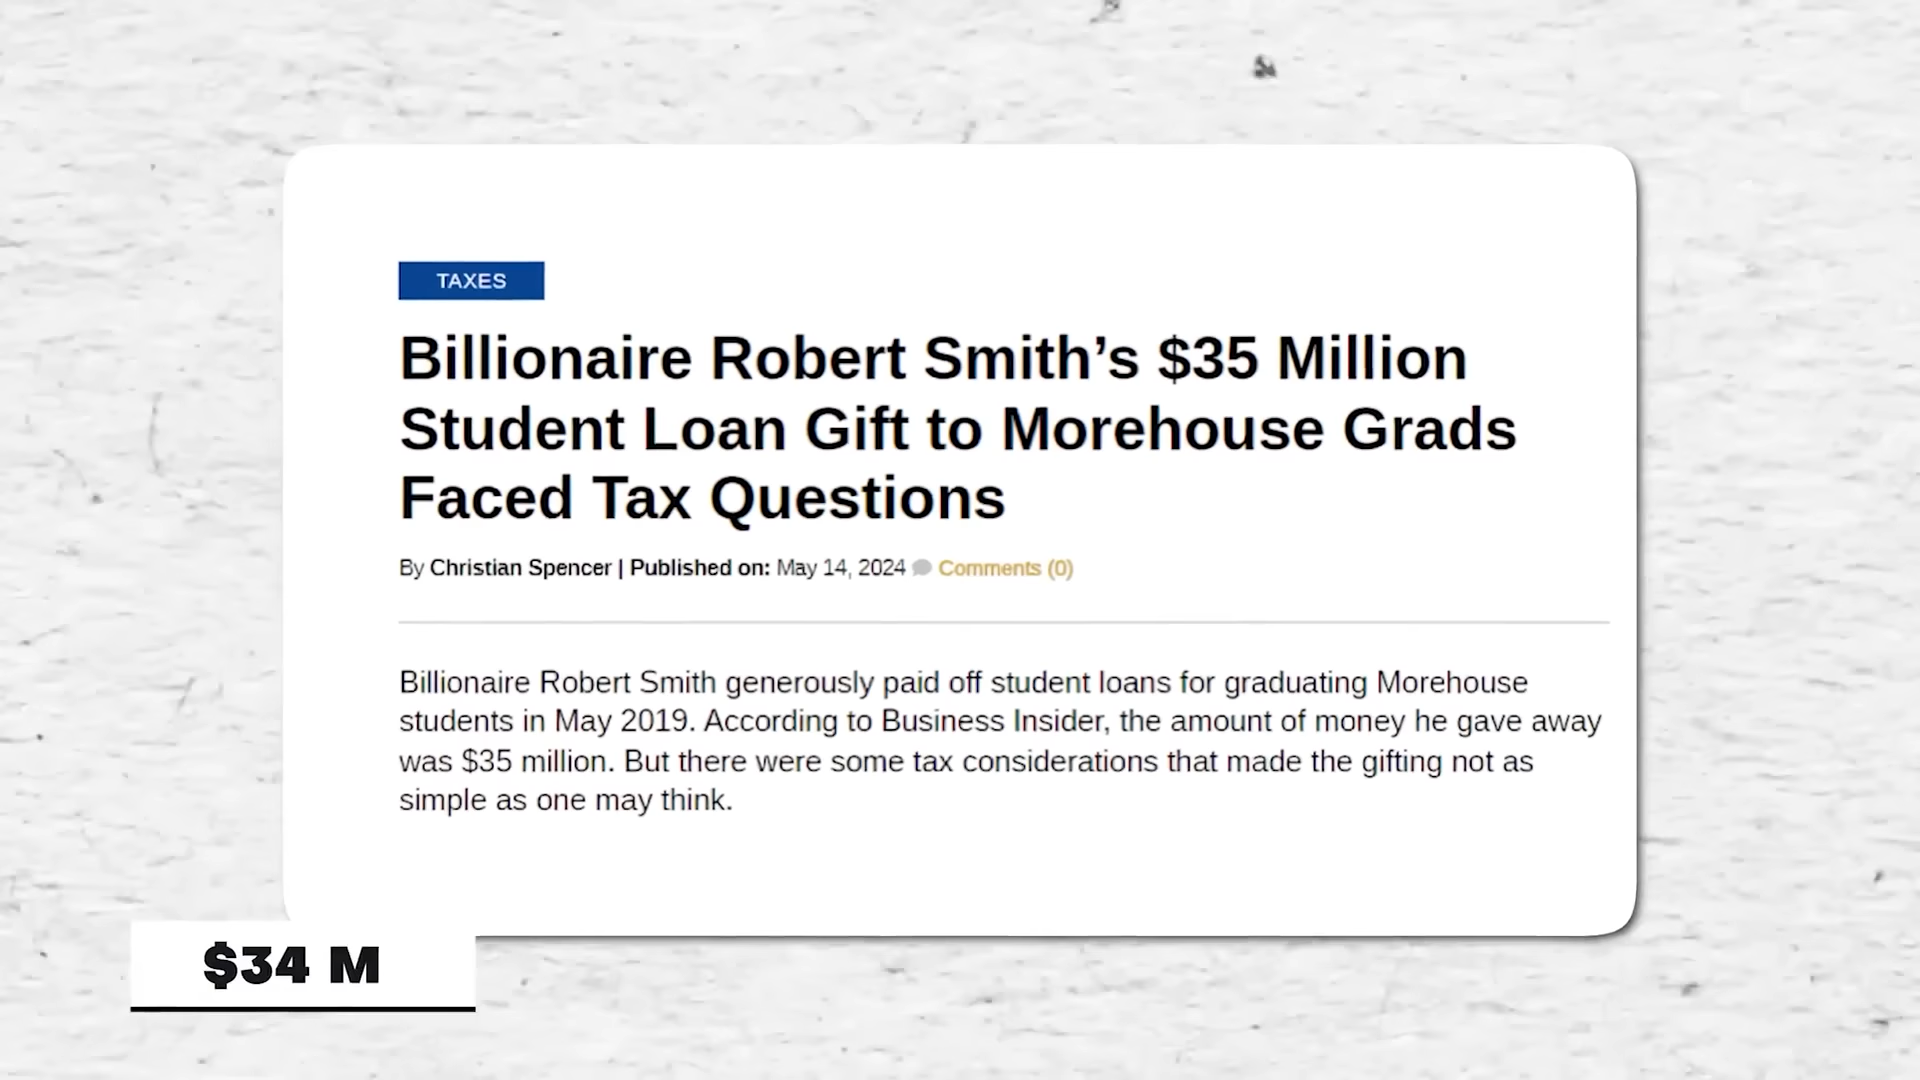 TAXES
Billionaire Robert Smith’s $35 Million
Student Loan Gift to Morehouse Grads
Faced Tax Questions
By Christian Spencer | Published on: May 14, 2024 Comments (0)
Billionaire Robert Smith generously paid off student loans for graduating Morehouse
students in May 2019. According to Business Insider, the amount of money he gave away
was $35 million. But there were some tax considerations that made the gifting not as
simple as one may think.
$34 M